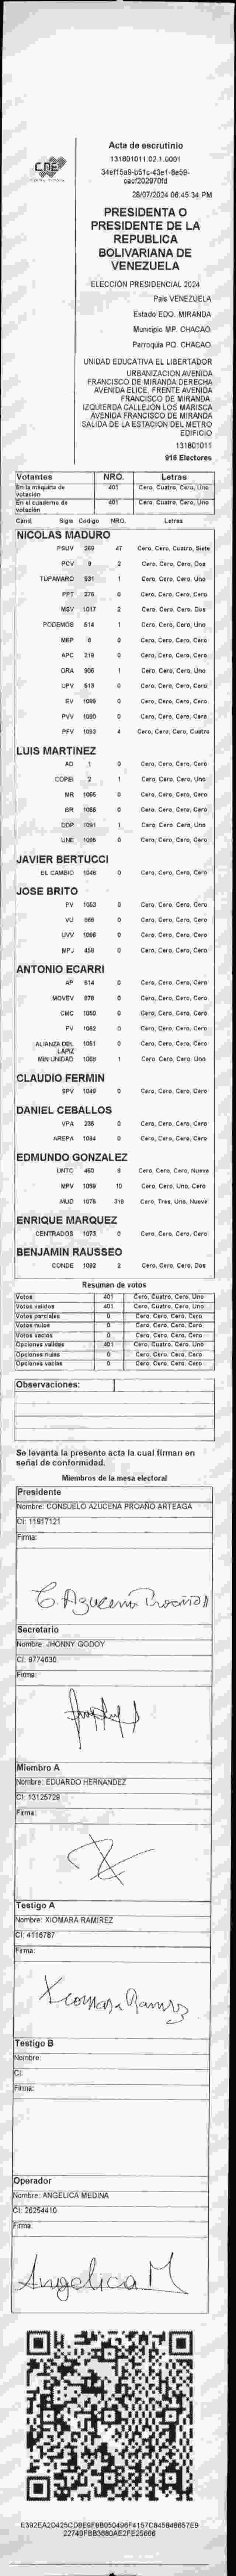 CNE
Acta de escrutinio
131801011.02.1.0001
28/07/2024 06:45:34 PM
PRESIDENTA O
PRESIDENTE DE LA
REPUBLICA
BOLIVARIANA DE
VENEZUELA
ELECCIÓN PRESIDENCIAL 2024
Pais VENEZUELA
Estado EDO. MIRANDA
Municipio MP. CHACAO
Parroquia PQ. CHACAO
UNIDAD EDUCATIVA EL LIBERTADOR
URBANIZACION AVENIDA
FRANCISCO DE MIRANDA DERECHA
AVENIDA ELICE. FRENTE AVENIDA
FRANCISCO DE MIRANDA.
IZQUIERDA CALLEJÓN LOS MARISCA
AVENIDA FRANCISCO DE MIRANDA
SALIDA DE LA ESTACION DEL METRO
EDIFICIO
131801011
916 Electores
Votantes NRO. Letras
En la máquina de votación 401 Cero, Cuatro, Cero, Uno
En el cuaderno de votación 401 Cero, Cuatro, Cero, Uno
Cand. Sigla Codigo NRO. Letras
NICOLAS MADURO
PSUV 269 47 Cero, Cero, Cuatro, Siete
PCV 9 2 Cero, Cero, Cero, Dos
TUPAMARO 931 1 Cero, Cero, Cero, Uno
PPT 276 0 Cero, Cero, Cero, Cero
MSV 1017 2 Cero, Cero, Cero, Dos
PODEMOS 514 1 Cero, Cero, Cero, Uno
MEP 6 0 Cero, Cero, Cero, Cero
APC 219 0 Cero, Cero, Cero, Cero
ORA 906 1 Cero, Cero, Cero, Uno
UPV 513 0 Cero, Cero, Cero, Cero
EV 1089 0 Cero, Cero, Cero, Cero
PVV 1090 0 Cero, Cero, Cero, Cero
PFV 1093 4 Cero, Cero, Cero, Cuatro
LUIS MARTINEZ
AD 1 0 Cero, Cero, Cero, Cero
COPEI 2 1 Cero, Cero, Cero, Uno
MR 1065 0 Cero, Cero, Cero, Cero
BR 1066 0 Cero, Cero, Cero, Cero
DDP 1091 1 Cero, Cero, Cero, Uno
UNE 1096 0 Cero, Cero, Cero, Cero
JAVIER BERTUCCI
EL CAMBIO 1048 0 Cero, Cero, Cero, Cero
JOSE BRITO
PV 1053 0 Cero, Cero, Cero, Cero
VU 968 0 Cero, Cero, Cero, Cero
UVV 1086 0 Cero, Cero, Cero, Cero
MPJ 458 0 Cero, Cero, Cero, Cero
ANTONIO ECARRI
AP 914 0 Cero, Cero, Cero, Cero
MOVEV 978 0 Cero, Cero, Cero, Cero
CMC 1050 0 Cero, Cero, Cero, Cero
FV 1062 0 Cero, Cero, Cero, Cero
ALIANZA DEL LAPIZ 1051 0 Cero, Cero, Cero, Cero
MIN UNIDAD 1068 1 Cero, Cero, Cero, Uno
CLAUDIO FERMIN
SPV 1049 0 Cero, Cero, Cero, Cero
DANIEL CEBALLOS
VPA 236 0 Cero, Cero, Cero, Cero
AREPA 1084 0 Cero, Cero, Cero, Cero
EDMUNDO GONZALEZ
UNTC 460 9 Cero, Cero, Cero, Nueve
MPV 1069 10 Cero, Cero, Uno, Cero
MUD 1075 319 Cero, Tres, Uno, Nueve
ENRIQUE MARQUEZ
CENTRADOS 1073 0 Cero, Cero, Cero, Cero
BENJAMIN RAUSSEO
CONDE 1092 2 Cero, Cero, Cero, Dos
Resumen de votos
Votos 401 Cero, Cuatro, Cero, Uno
Votos validos 401 Cero, Cuatro, Cero, Uno
Votos parciales 0 Cero, Cero, Cero, Cero
Votos nulos 0 Cero, Cero, Cero, Cero
Votos vacios 0 Cero, Cero, Cero, Cero
Opciones validas 401 Cero, Cuatro, Cero, Uno
Opciones nulas 0 Cero, Cero, Cero, Cero
Opciones vacias 0 Cero, Cero, Cero, Cero
Observaciones:
Se levanta la presente acta la cual firman en
señal de conformidad.
Miembros de la mesa electoral
Presidente
Nombre: CONSUELO AZUCENA PROAÑO ARTEAGA
CI: 11917121
Firma:
C. Azucena Proaño A
Secretario
Nombre: JHONNY GODOY
CI: 9774630
Firma:
Miembro A
Nombre: EDUARDO HERNANDEZ
CI: 13125729
Firma:
Testigo A
Nombre: XIOMARA RAMIREZ
CI: 4116787
Firma:
Xiomara Ramirez
Testigo B
Nombre:
CI:
Firma:
Operador
Nombre: ANGELICA MEDINA
CI: 26254410
Firma:
Angelica M